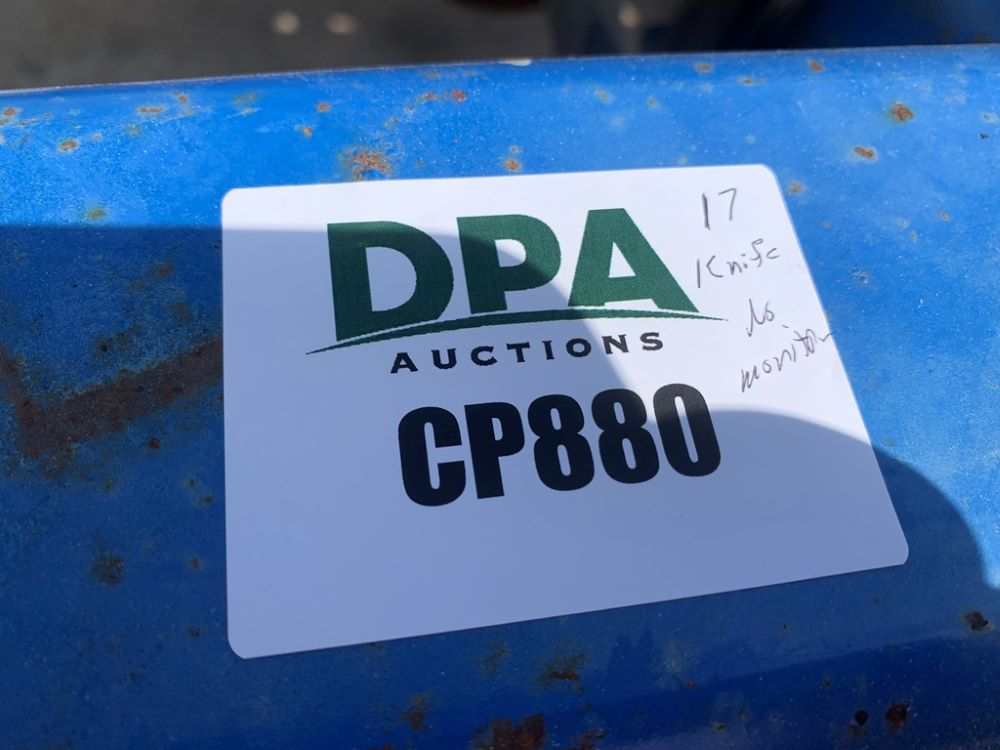 DPA
AUCTIONS
CP880
17
Knife
No
monitor